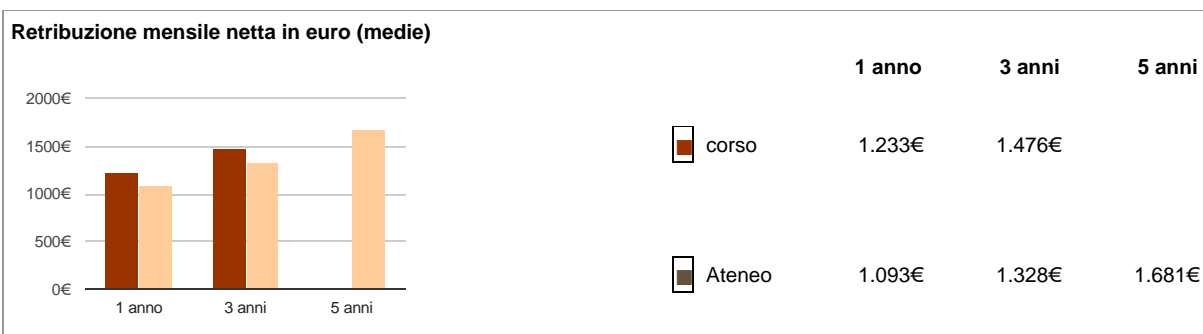 Retribuzione mensile netta in euro (medie)
1 anno 3 anni 5 anni
2000€
1500€
1000€
500€
0€
1 anno 3 anni 5 anni
corso 1.233€ 1.476€
Ateneo 1.093€ 1.328€ 1.681€